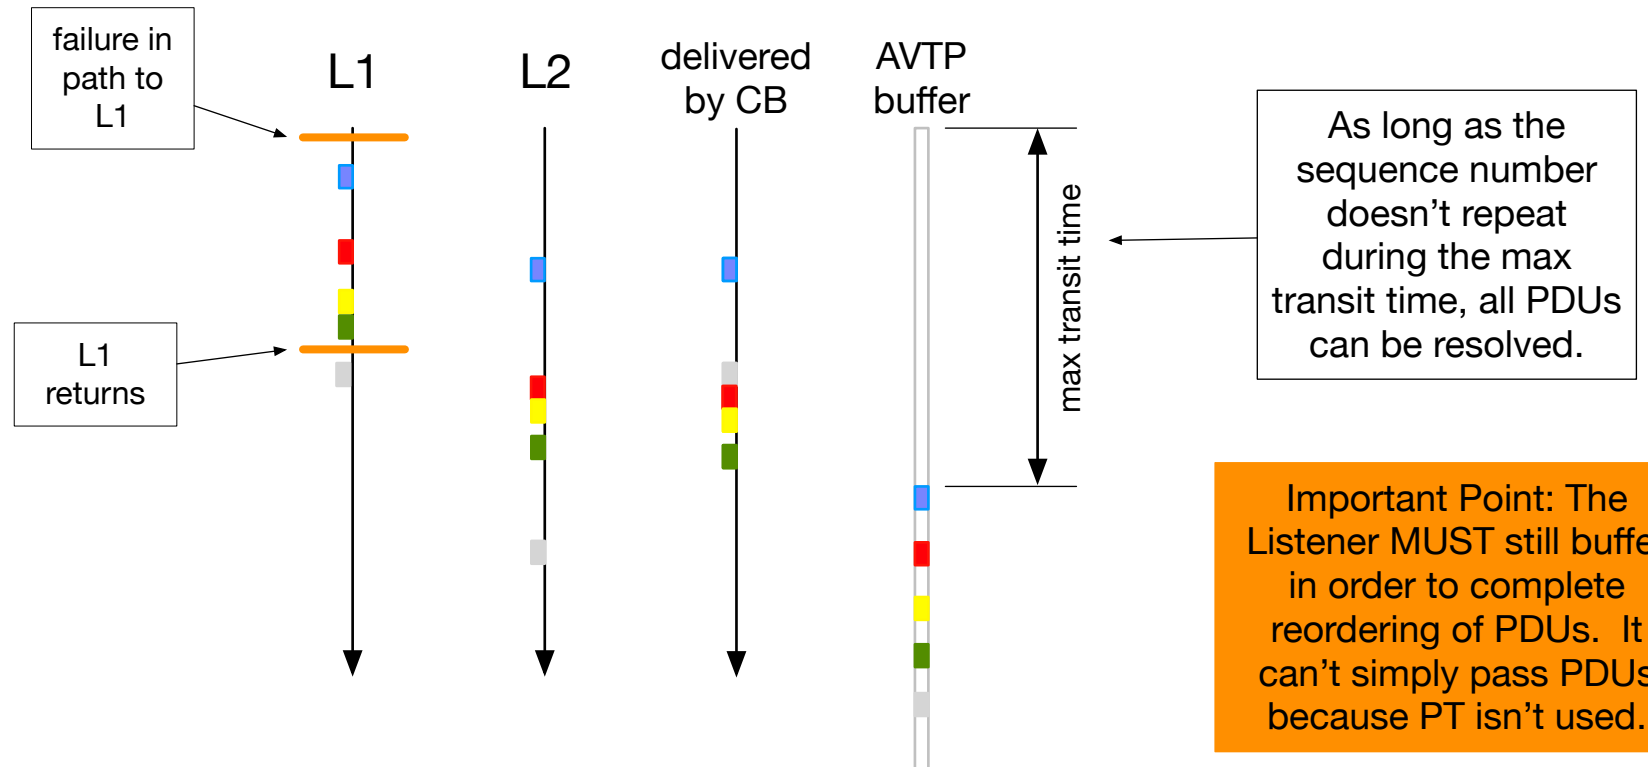 failure in
path to
L1
L1
L2
delivered
by CB
AVTP
buffer
max transit time
As long as the
sequence number
doesn’t repeat
during the max
transit time, all PDUs
can be resolved.
L1
returns
Important Point: The
Listener MUST still buffe
in order to complete
reordering of PDUs. It
can’t simply pass PDUs
because PT isn’t used.